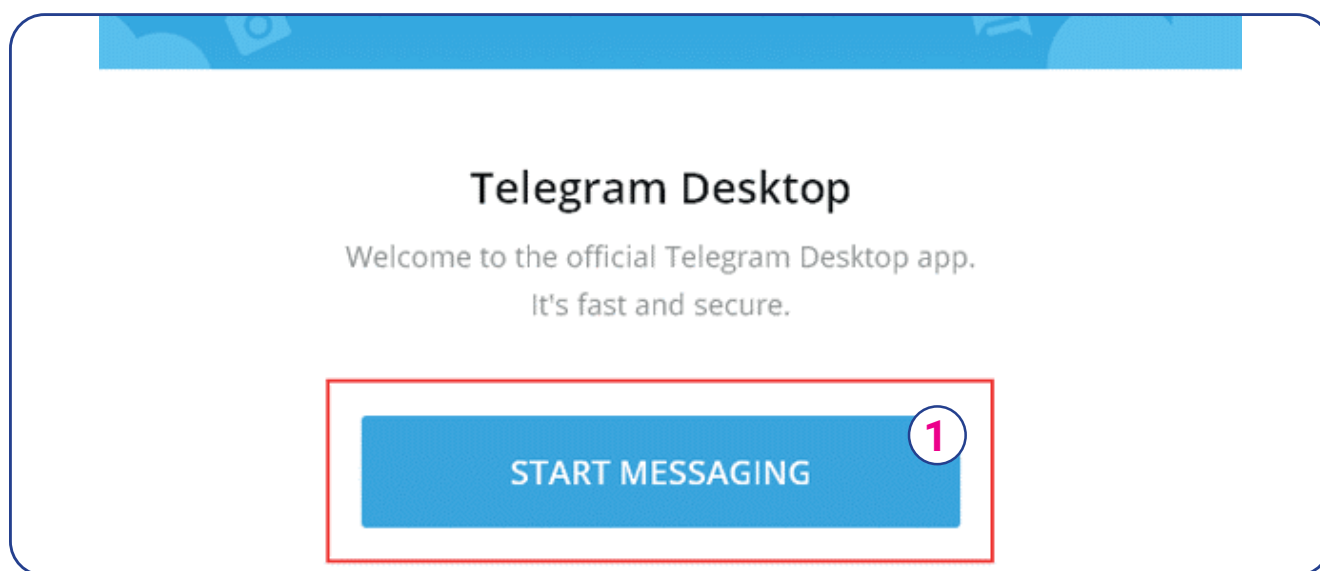 Telegram Desktop
Welcome to the official Telegram Desktop app.
It's fast and secure.
START MESSAGING
1